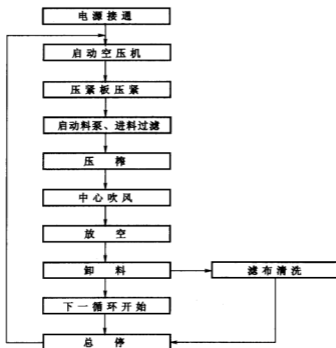 电源接通
启动空压机
压紧板压紧
启动料泵、进料过滤
压榨
中心吹风
放空
卸料
滤布清洗
下一循环开始
总停